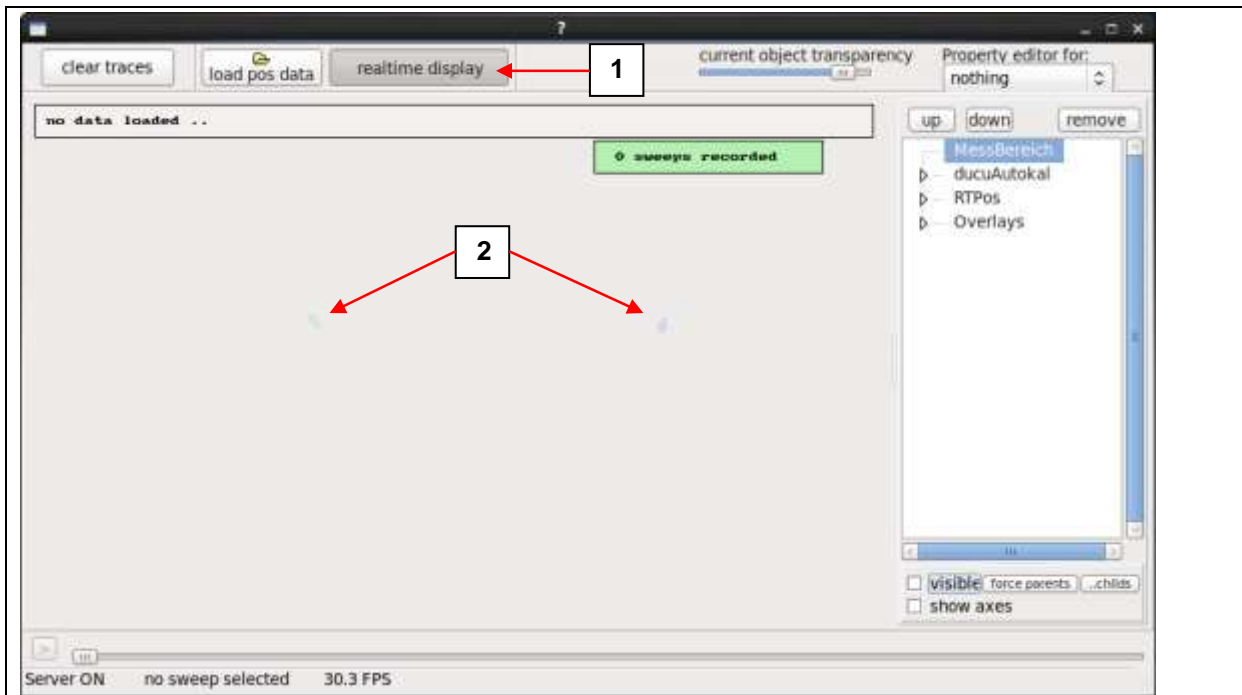 ?
clear traces
load pos data
realtime display
1
current object transparency
Property editor for:
nothing
no data loaded ..
up down remove
0 sweeps recorded
MessBereich
ducuAutokal
RTPos
Overlays
2
visible force parents ..childs
show axes
Server ON no sweep selected 30.3 FPS